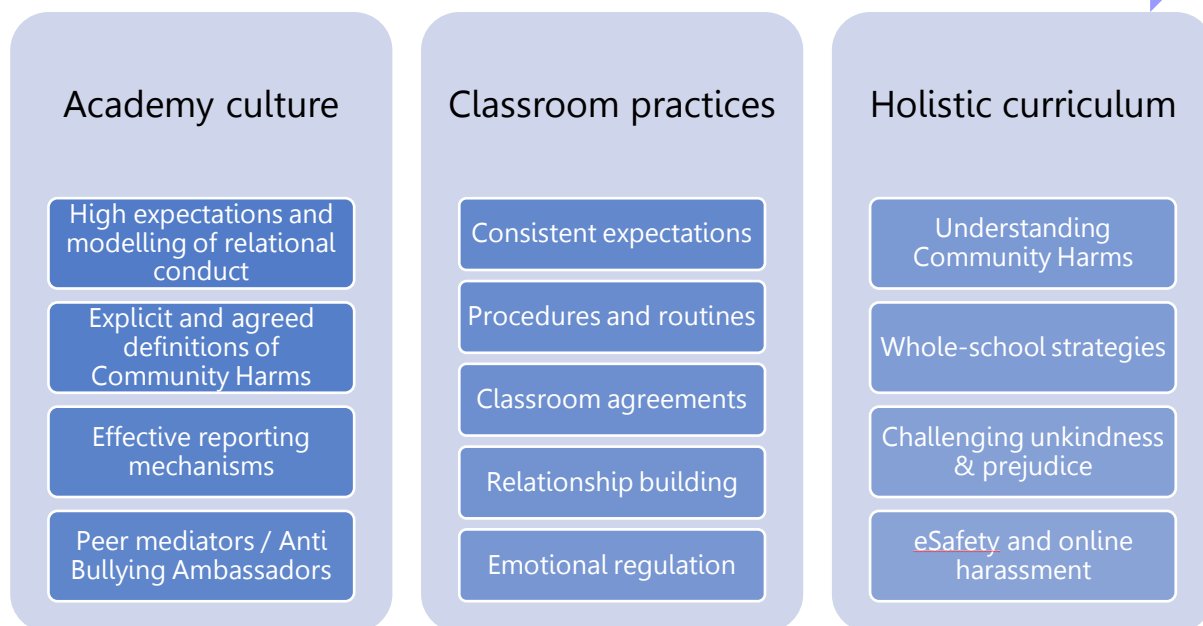 Academy culture
High expectations and
modelling of relational
conduct
Explicit and agreed
definitions of
Community Harms
Effective reporting
mechanisms
Peer mediators / Anti
Bullying Ambassadors
Classroom practices
Consistent expectations
Procedures and routines
Classroom agreements
Relationship building
Emotional regulation
Holistic curriculum
Understanding
Community Harms
Whole-school strategies
Challenging unkindness
& prejudice
eSafety and online
harassment